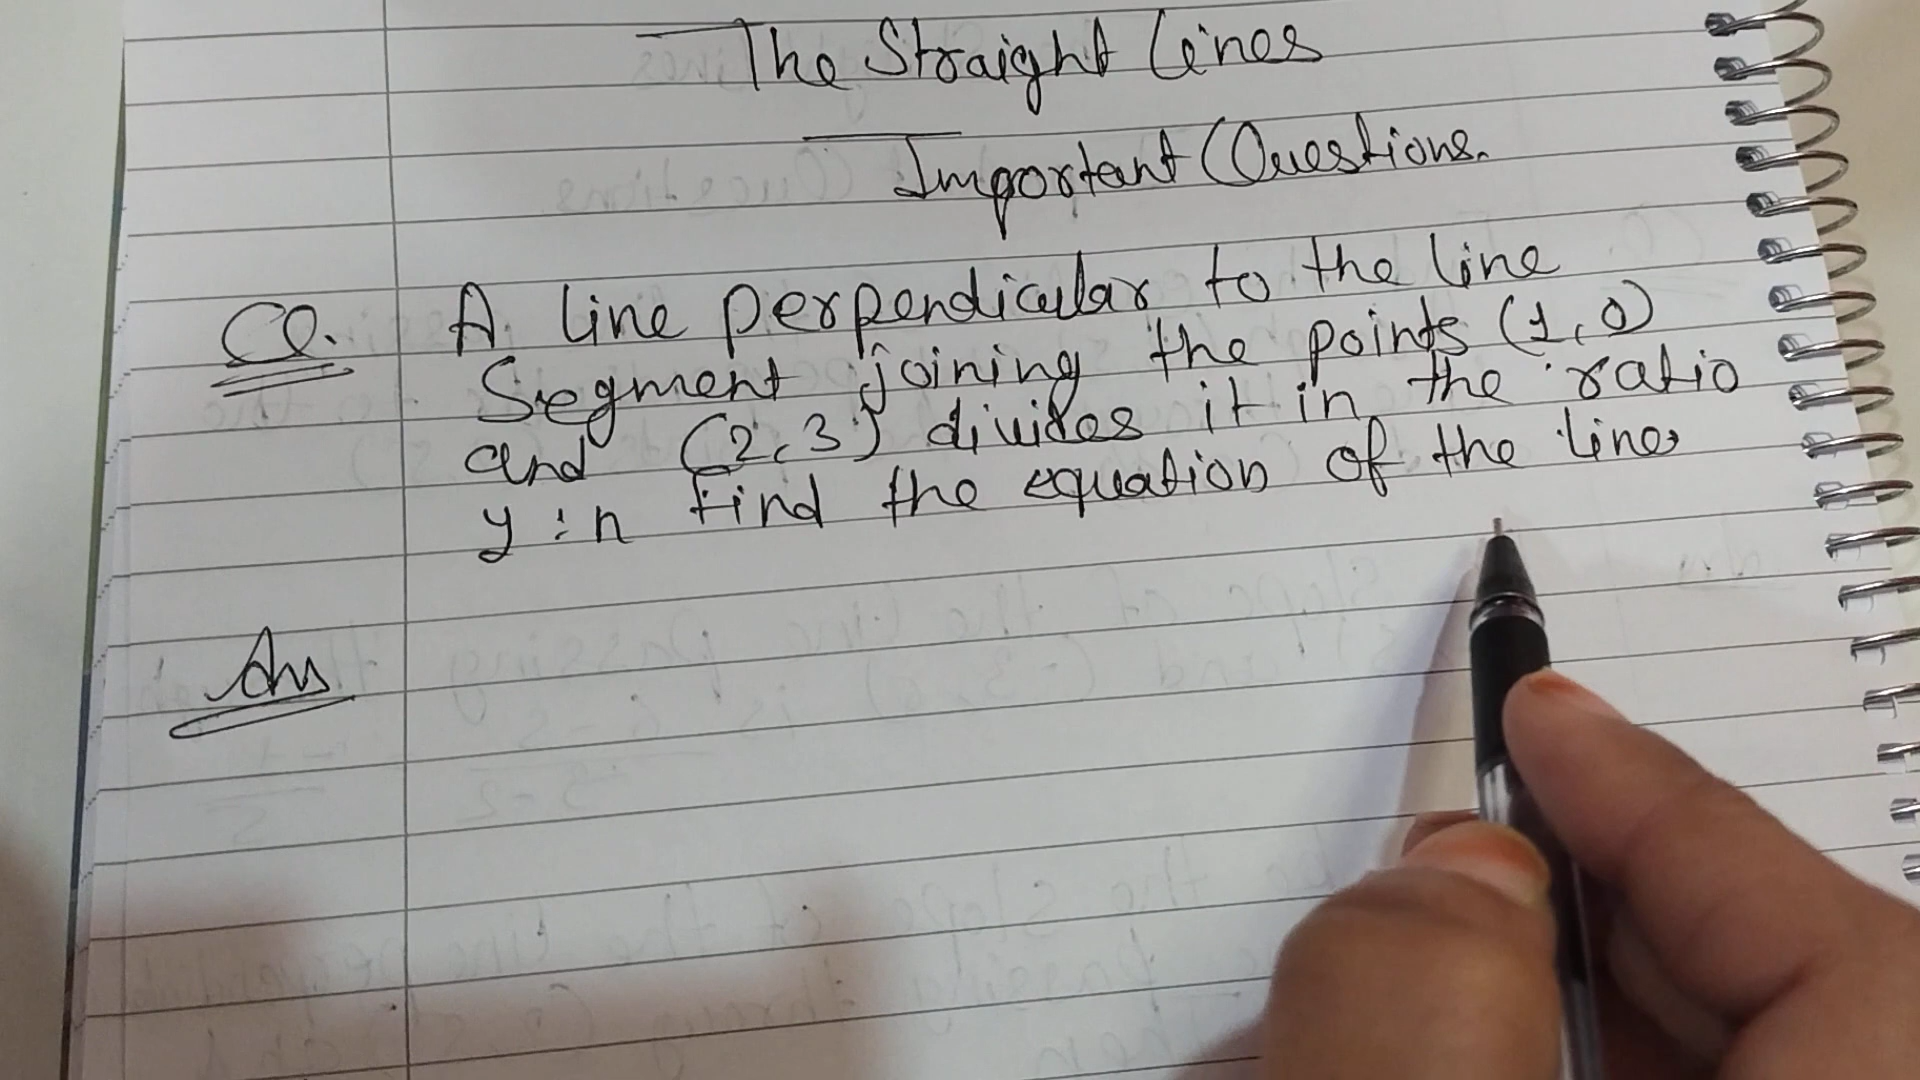 The Straight Lines
Important Questions.
Q. A line perpendicular to the line
Segment joining the points (1,0)
and (2,3) divides it in the ratio
1:n find the equation of the line.
Ans